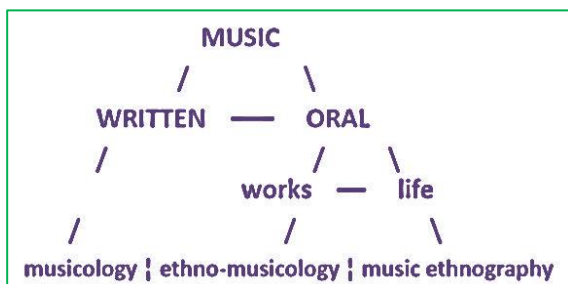 MUSIC
WRITTEN — ORAL
works — life
musicology ¦ ethno-musicology ¦ music ethnography